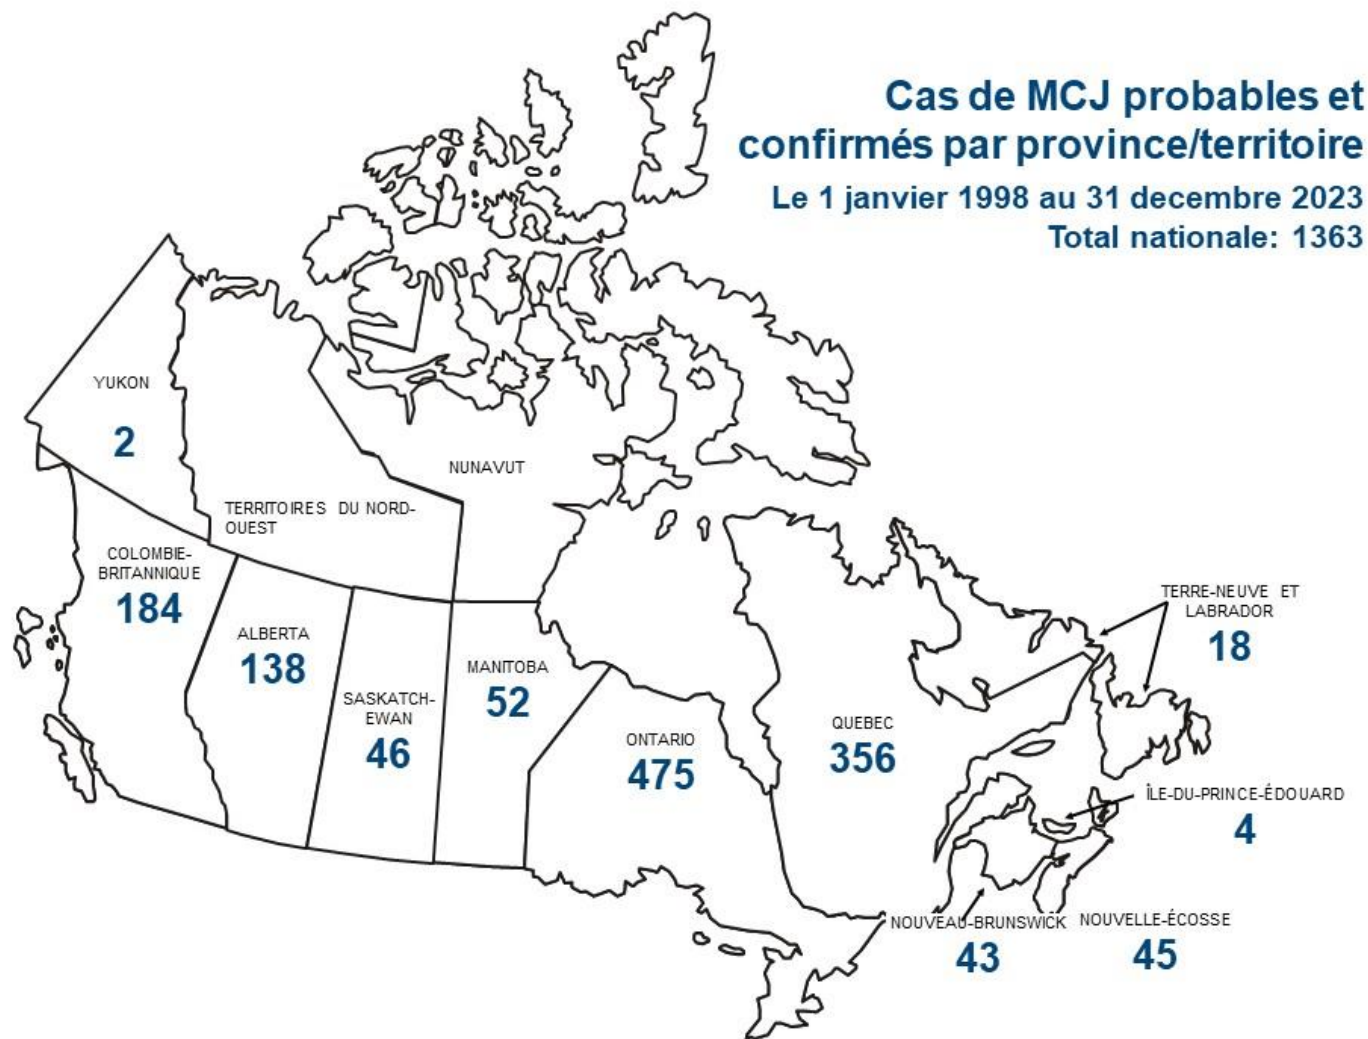 Cas de MCJ probables et
confirmés par province/territoire
Le 1 janvier 1998 au 31 decembre 2023
Total nationale: 1363
YUKON
2
NUNAVUT
TERRITOIRES DU NORD-
OUEST
COLOMBIE-
BRITANNIQUE
184
ALBERTA
138
SASKATCH-
EWAN
46
MANITOBA
52
ONTARIO
475
QUEBEC
356
TERRE-NEUVE ET
LABRADOR
18
ÎLE-DU-PRINCE-ÉDOUARD
4
NOUVEAU-BRUNSWICK
43
NOUVELLE-ÉCOSSE
45